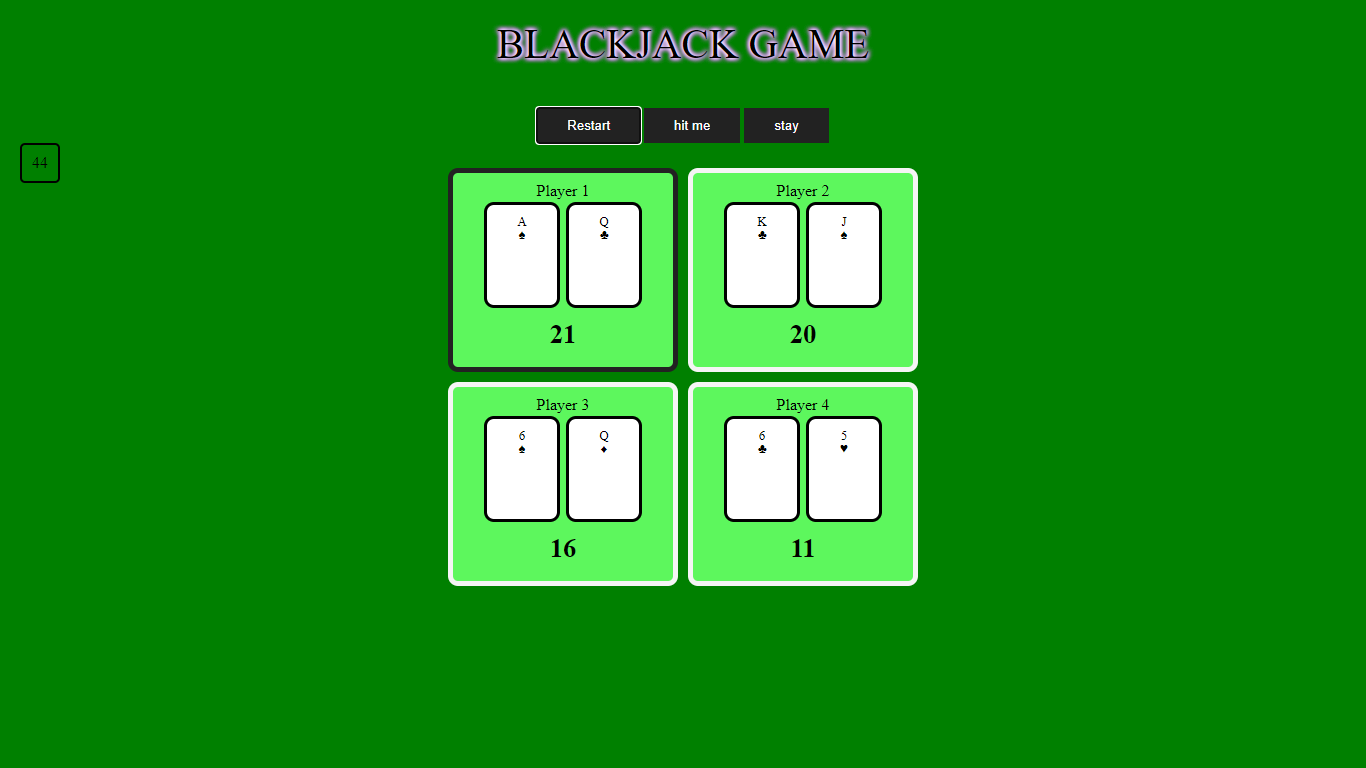 BLACKJACK GAME
Restart hit me stay
44
Player 1
A Q
♠ ♣
21
Player 2
K J
♣ ♠
20
Player 3
6 Q
♠ ♦
16
Player 4
6 5
♣ ♥
11